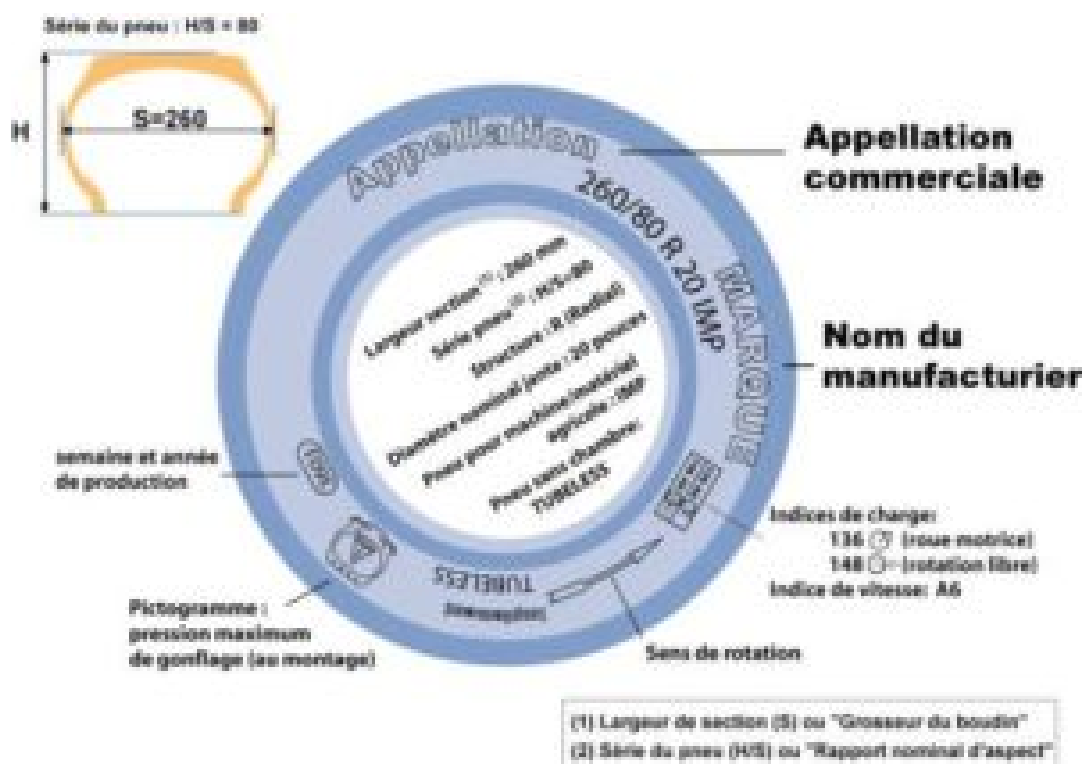 Série du pneu : H/S = 80
H
S=260
Appellation
260/80 R 20 IMP
MARQUE
Appellation
commerciale
Nom du
manufacturier
Largeur section (1) : 260 mm
Série pneu (2) : H/S=80
Structure : R (Radial)
Diamètre nominal jante : 20 pouces
Pneu pour machine/matériel
agricole : IMP
Pneu sans chambre:
TUBELESS
semaine et année
de production
Pictogramme :
pression maximum
de gonflage (au montage)
TUBELESS
Sens de rotation
Indices de charge:
136 (roue motrice)
148 (rotation libre)
Indice de vitesse: A6
(1) Largeur de section (S) ou "Grosseur du boudin"
(2) Série du pneu (H/S) ou "Rapport nominal d'aspect"